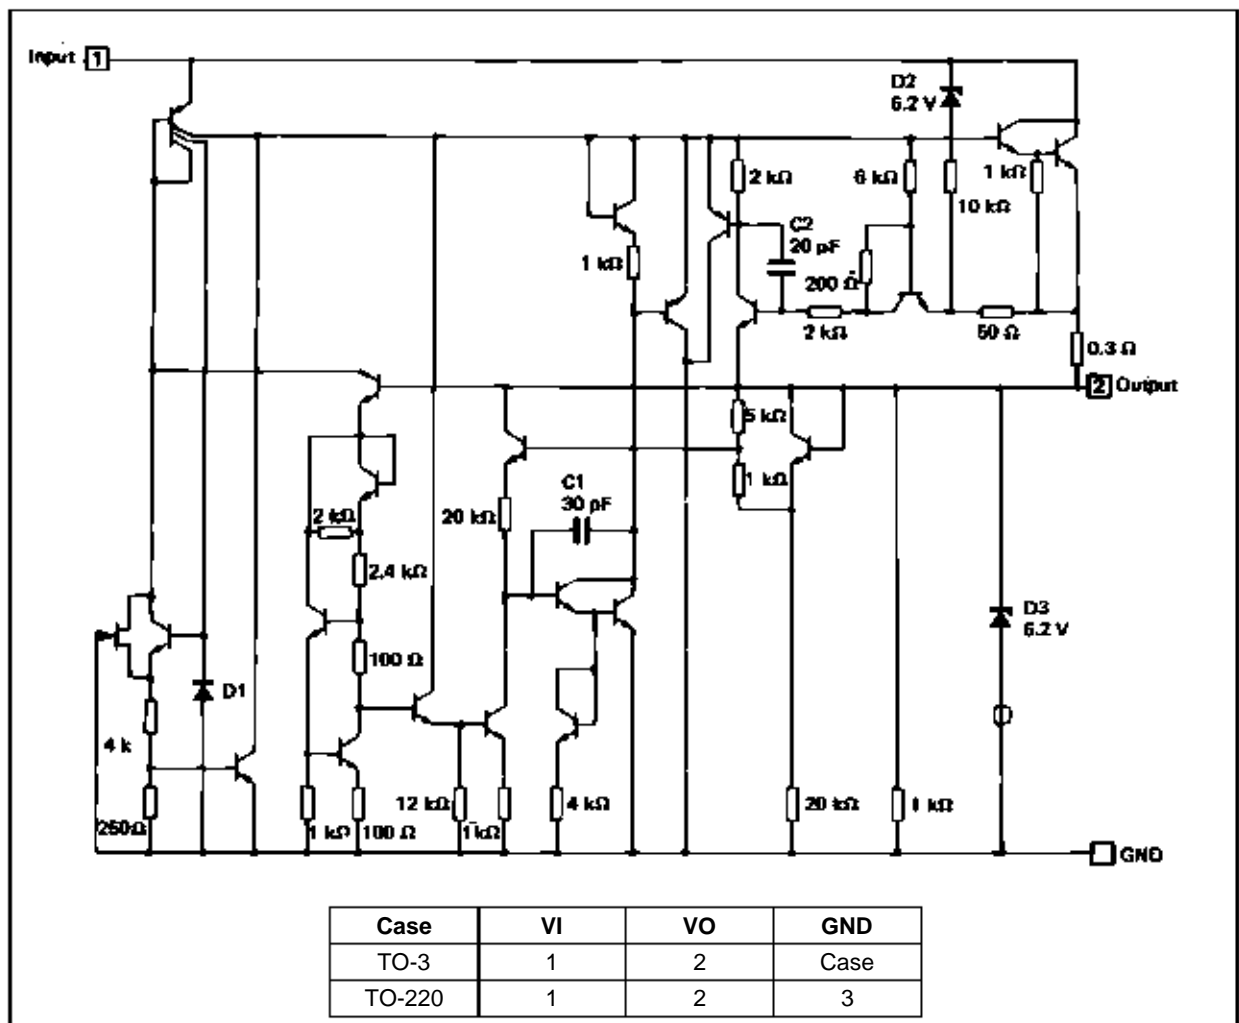 Input 1
D2
6.2 V
2 kΩ
6 kΩ
1 kΩ
10 kΩ
C2
20 pF
1 kΩ
200 Ω
2 kΩ
50 Ω
0.3 Ω
2 Output
5 kΩ
1 kΩ
C1
30 pF
2 kΩ
20 kΩ
2.4 kΩ
D3
6.2 V
100 Ω
D1
4 k
12 kΩ
4 kΩ
20 kΩ
1 kΩ
250Ω
1 kΩ
100 Ω
1 kΩ
GND
Case VI VO GND
TO-3 1 2 Case
TO-220 1 2 3